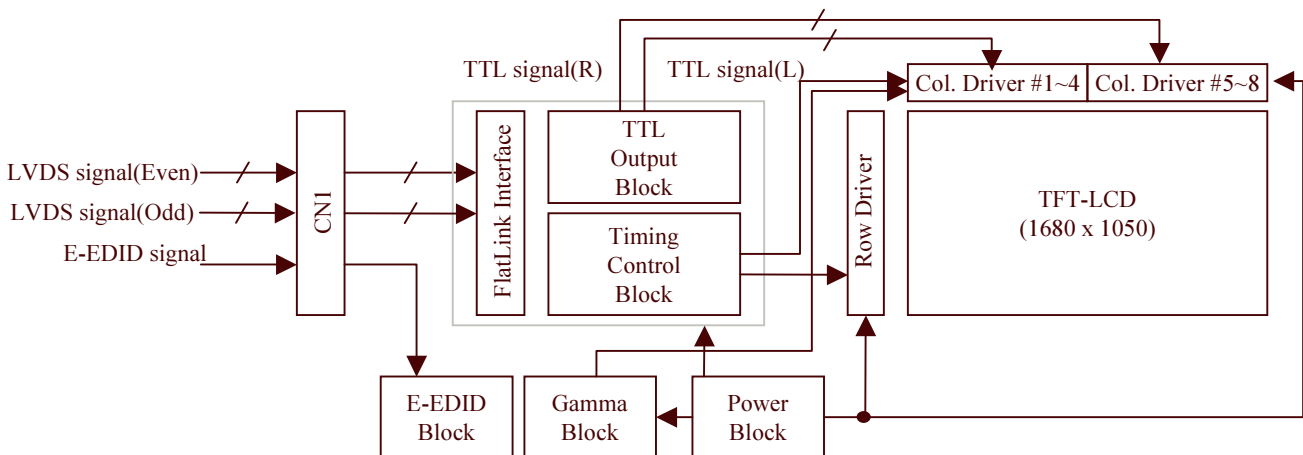 TTL signal(R)
TTL signal(L)
Col. Driver #1~4
Col. Driver #5~8
LVDS signal(Even)
LVDS signal(Odd)
E-EDID signal
CN1
FlatLink Interface
TTL
Output
Block
Timing
Control
Block
Row Driver
TFT-LCD
(1680 x 1050)
E-EDID
Block
Gamma
Block
Power
Block